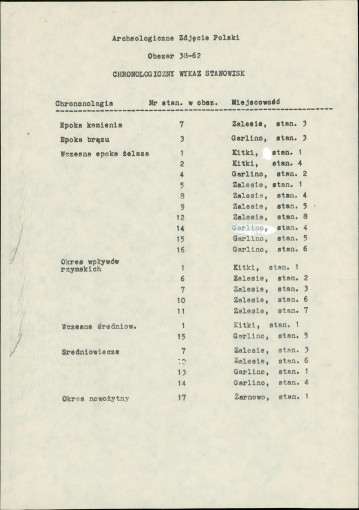 Archeologiczne Zdjęcie Polski
Obszar 38-62
CHRONOLOGICZNY WYKAZ STANOWISK
Chrononologia Nr stan. w obsz. Miejscowość
Epoka kamienia 7 Zalesie, stan. 3
Epoka brązu 3 Garlino, stan. 3
Wczesna epoka żelaza 1 Kitki, stan. 1
2 Kitki, stan. 4
4 Garlino, stan. 2
5 Zalesie, stan. 1
8 Zalesie, stan. 4
9 Zalesie, stan. 5
12 Zalesie, stan. 8
14 Garlino, stan. 4
15 Garlino, stan. 5
16 Garlino, stan. 6
Okres wpływów
rzymskich 1 Kitki, stan. 1
6 Zalesie, stan. 2
7 Zalesie, stan. 3
10 Zalesie, stan. 6
11 Zalesie, stan. 7
Wczesne średniow. 1 Kitki, stan. 1
15 Garlino, stan. 5
Średniowiecze 7 Zalesie, stan. 3
Zalesie, stan. 6
13 Garlino, stan. 1
14 Garlino, stan. 4
Okres nowożytny 17 Żarnowo, stan. 1